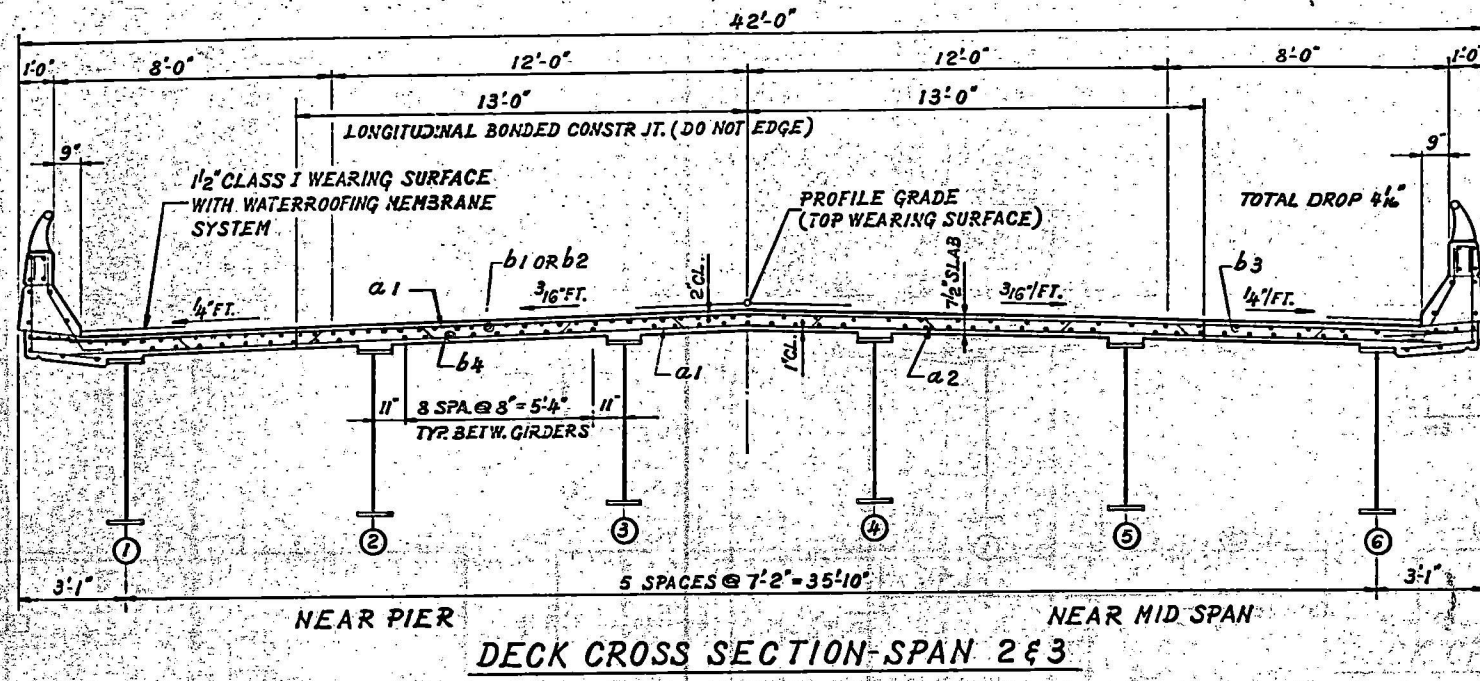 42'-0"
1'-0" 8'-0" 12'-0" 12'-0" 8'-0" 1'-0"
13'-0" 13'-0"
LONGITUDINAL BONDED CONSTR JT. (DO NOT EDGE)
9" 9"
1½" CLASS I WEARING SURFACE
WITH WATERROOFING MEMBRANE
SYSTEM
PROFILE GRADE
(TOP WEARING SURFACE)
TOTAL DROP 4 1/16"
b1 OR b2
a1
¼"FT.
3/16"FT.
2"CL.
7½" SLAB
3/16"/FT.
b3
¼"/FT.
b4
a1
1"CL.
a2
11" 8 SPA. @ 8" = 5'-4" 11"
TYP. BETW. GIRDERS
1 2 3 4 5 6
3'-1" 5 SPACES @ 7'-2" = 35'-10" 3'-1"
NEAR PIER NEAR MID SPAN
DECK CROSS SECTION-SPAN 2 & 3